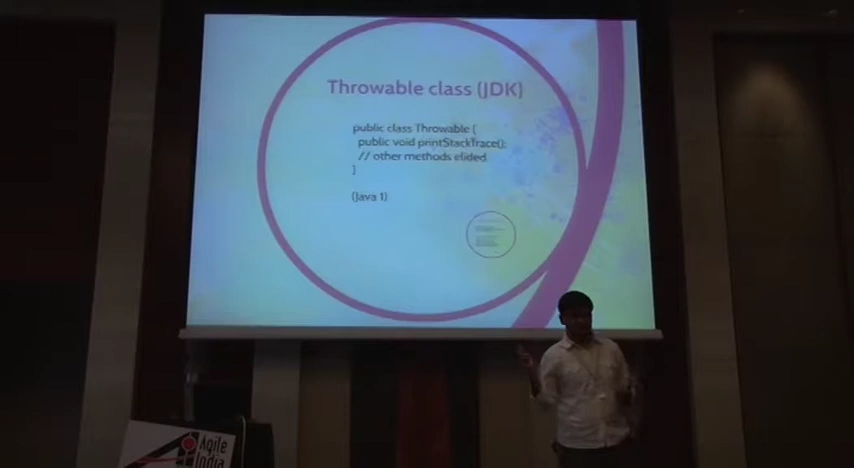 Throwable class (JDK)
public class Throwable {
public void printStackTrace();
// other methods elided
}
(Java 1)
Agile
India